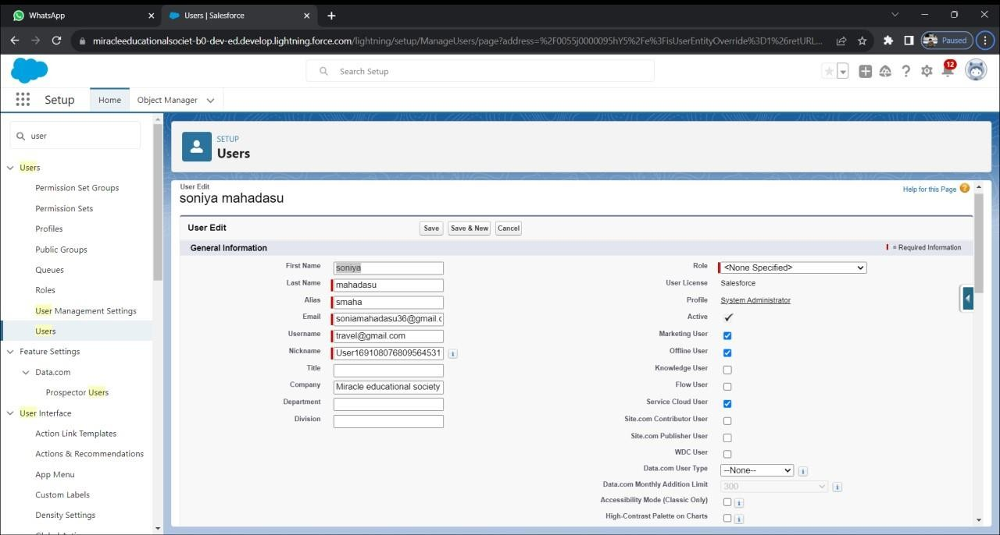 WhatsApp
Users | Salesforce
miracleeducationalsociet-b0-dev-ed.develop.lightning.force.com/lightning/setup/ManageUsers/page?address=%2F0055j0000095hY5%2Fe%3FisUserEntityOverride%3D1%26retURL...
Paused
Search Setup
12
Setup
Home
Object Manager
user
Users
Permission Set Groups
Permission Sets
Profiles
Public Groups
Queues
Roles
User Management Settings
Users
Feature Settings
Data.com
Prospector Users
User Interface
Action Link Templates
Actions & Recommendations
App Menu
Custom Labels
Density Settings
SETUP
Users
User Edit
soniya mahadasu
Help for this Page
User Edit
Save
Save & New
Cancel
General Information
= Required Information
First Name soniya
Last Name mahadasu
Alias smaha
Email soniamahadasu36@gmail.c
Username travel@gmail.com
Nickname User169108076809564531
Title
Company Miracle educational society
Department
Division
Role <None Specified>
User License Salesforce
Profile System Administrator
Active
Marketing User
Offline User
Knowledge User
Flow User
Service Cloud User
Site.com Contributor User
Site.com Publisher User
WDC User
Data.com User Type --None--
Data.com Monthly Addition Limit 300
Accessibility Mode (Classic Only)
High-Contrast Palette on Charts